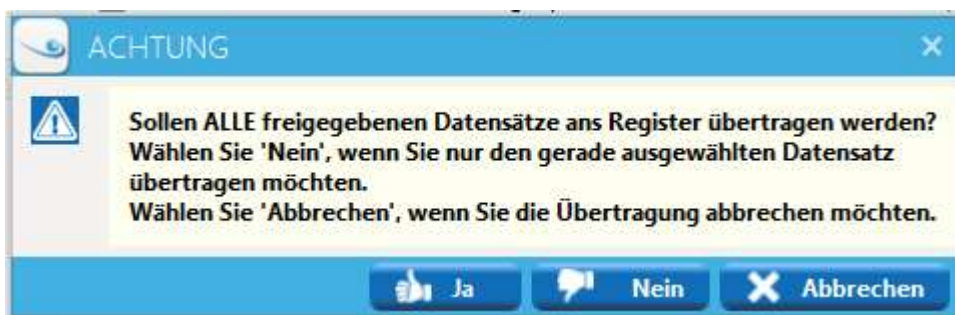 ACHTUNG
Sollen ALLE freigegebenen Datensätze ans Register übertragen werden?
Wählen Sie 'Nein', wenn Sie nur den gerade ausgewählten Datensatz
übertragen möchten.
Wählen Sie 'Abbrechen', wenn Sie die Übertragung abbrechen möchten.
Ja Nein Abbrechen